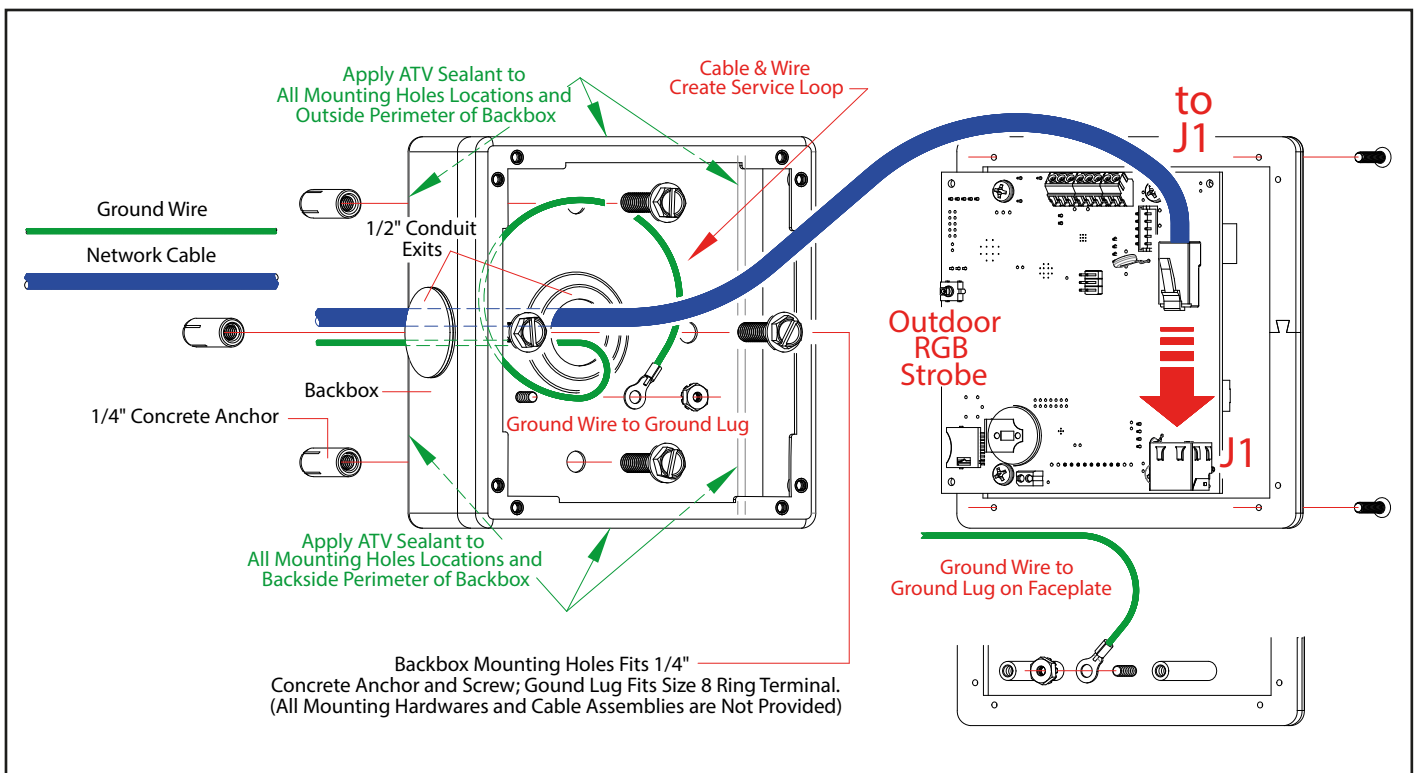 Apply ATV Sealant to
All Mounting Holes Locations and
Outside Perimeter of Backbox
Cable & Wire
Create Service Loop
to
J1
Ground Wire
Network Cable
1/2" Conduit
Exits
Outdoor
RGB
Strobe
Backbox
1/4" Concrete Anchor
Ground Wire to Ground Lug
J1
Apply ATV Sealant to
All Mounting Holes Locations and
Backside Perimeter of Backbox
Ground Wire to
Ground Lug on Faceplate
Backbox Mounting Holes Fits 1/4"
Concrete Anchor and Screw; Gound Lug Fits Size 8 Ring Terminal.
(All Mounting Hardwares and Cable Assemblies are Not Provided)